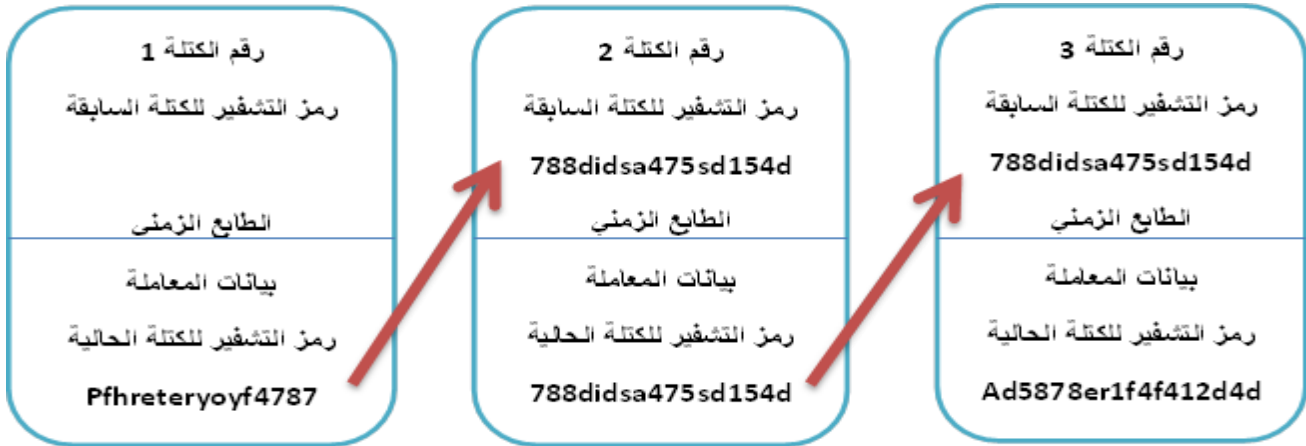 رقم الكتلة 1
رمز التشفير للكتلة السابقة
الطابع الزمني
بيانات المعاملة
رمز التشفير للكتلة الحالية
Pfhreteryoyf4787
رقم الكتلة 2
رمز التشفير للكتلة السابقة
788didsa475sd154d
الطابع الزمني
بيانات المعاملة
رمز التشفير للكتلة الحالية
788didsa475sd154d
رقم الكتلة 3
رمز التشفير للكتلة السابقة
788didsa475sd154d
الطابع الزمني
بيانات المعاملة
رمز التشفير للكتلة الحالية
Ad5878er1f4f412d4d